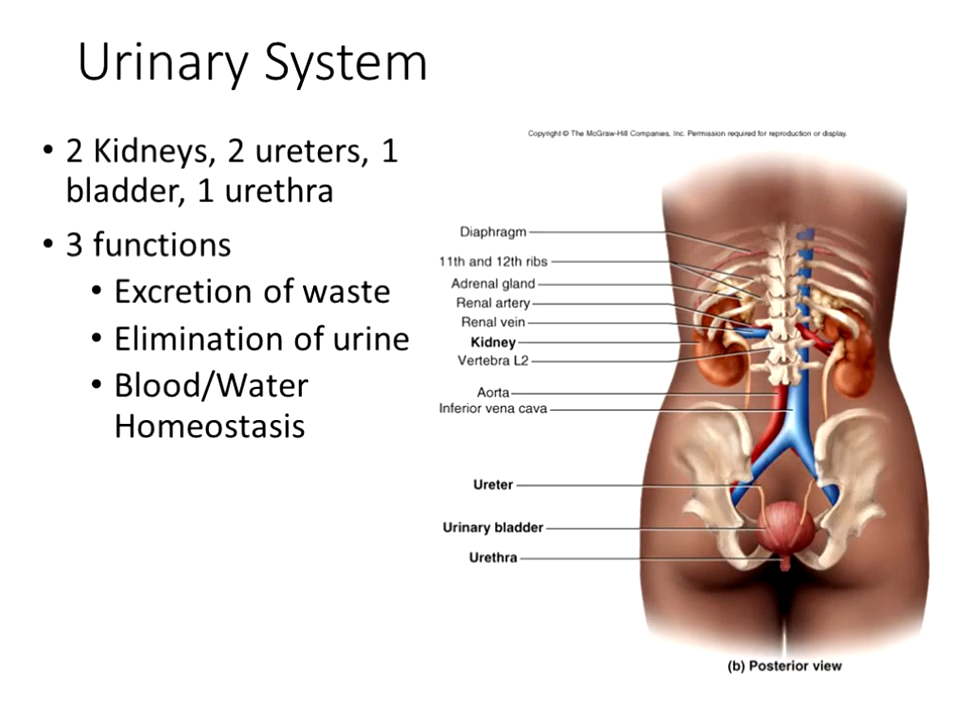 Urinary System
• 2 Kidneys, 2 ureters, 1
bladder, 1 urethra
• 3 functions
• Excretion of waste
• Elimination of urine
• Blood/Water
Homeostasis
Copyright © The McGraw-Hill Companies, Inc. Permission required for reproduction or display.
Diaphragm
11th and 12th ribs
Adrenal gland
Renal artery
Renal vein
Kidney
Vertebra L2
Aorta
Inferior vena cava
Ureter
Urinary bladder
Urethra
(b) Posterior view